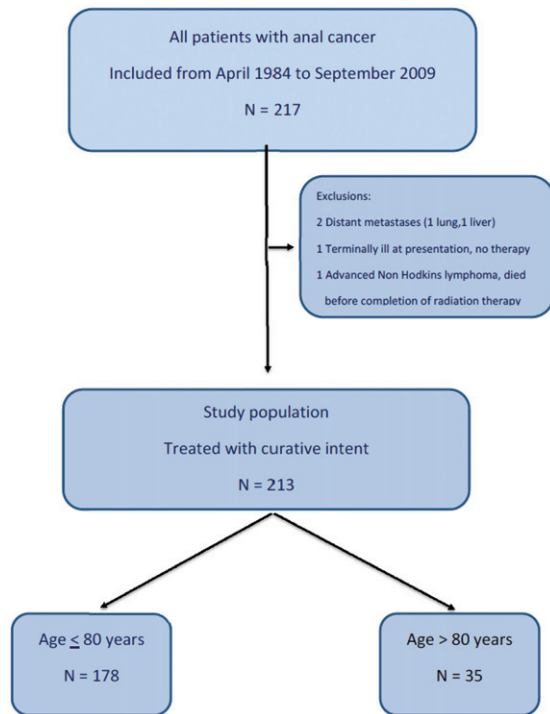 All patients with anal cancer
Included from April 1984 to September 2009
N = 217
Exclusions:
2 Distant metastases (1 lung,1 liver)
1 Terminally ill at presentation, no therapy
1 Advanced Non Hodkins lymphoma, died
before completion of radiation therapy
Study population
Treated with curative intent
N = 213
Age ≤ 80 years
N = 178
Age > 80 years
N = 35